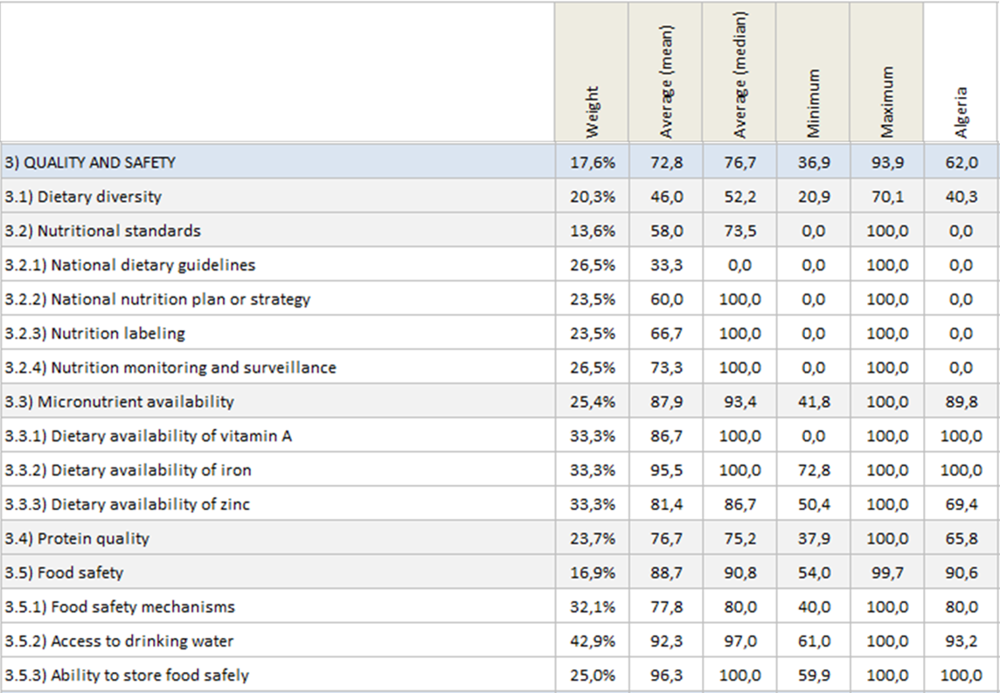 Weight Average (mean) Average (median) Minimum Maximum Algeria
3) QUALITY AND SAFETY 17,6% 72,8 76,7 36,9 93,9 62,0
3.1) Dietary diversity 20,3% 46,0 52,2 20,9 70,1 40,3
3.2) Nutritional standards 13,6% 58,0 73,5 0,0 100,0 0,0
3.2.1) National dietary guidelines 26,5% 33,3 0,0 0,0 100,0 0,0
3.2.2) National nutrition plan or strategy 23,5% 60,0 100,0 0,0 100,0 0,0
3.2.3) Nutrition labeling 23,5% 66,7 100,0 0,0 100,0 0,0
3.2.4) Nutrition monitoring and surveillance 26,5% 73,3 100,0 0,0 100,0 0,0
3.3) Micronutrient availability 25,4% 87,9 93,4 41,8 100,0 89,8
3.3.1) Dietary availability of vitamin A 33,3% 86,7 100,0 0,0 100,0 100,0
3.3.2) Dietary availability of iron 33,3% 95,5 100,0 72,8 100,0 100,0
3.3.3) Dietary availability of zinc 33,3% 81,4 86,7 50,4 100,0 69,4
3.4) Protein quality 23,7% 76,7 75,2 37,9 100,0 65,8
3.5) Food safety 16,9% 88,7 90,8 54,0 99,7 90,6
3.5.1) Food safety mechanisms 32,1% 77,8 80,0 40,0 100,0 80,0
3.5.2) Access to drinking water 42,9% 92,3 97,0 61,0 100,0 93,2
3.5.3) Ability to store food safely 25,0% 96,3 100,0 59,9 100,0 100,0